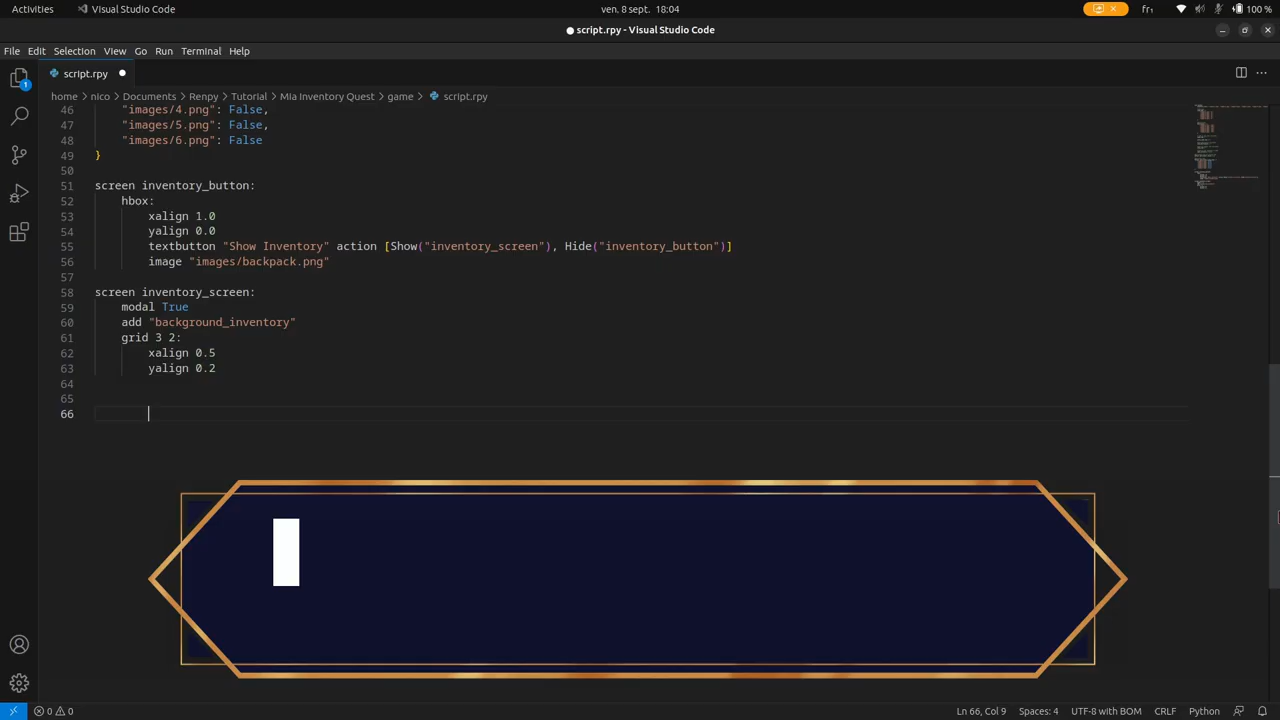 Activities Visual Studio Code ven. 8 sept. 18:04 fr₁ 100 %
script.rpy - Visual Studio Code
File Edit Selection View Go Run Terminal Help
script.rpy
home > nico > Documents > Renpy > Tutorial > Mia Inventory Quest > game > script.rpy
46 "images/4.png": False,
47 "images/5.png": False,
48 "images/6.png": False
49 }
50
51 screen inventory_button:
52 hbox:
53 xalign 1.0
54 yalign 0.0
55 textbutton "Show Inventory" action [Show("inventory_screen"), Hide("inventory_button")]
56 image "images/backpack.png"
57
58 screen inventory_screen:
59 modal True
60 add "background_inventory"
61 grid 3 2:
62 xalign 0.5
63 yalign 0.2
64
65
66
1
0 0 Ln 66, Col 9 Spaces: 4 UTF-8 with BOM CRLF Python